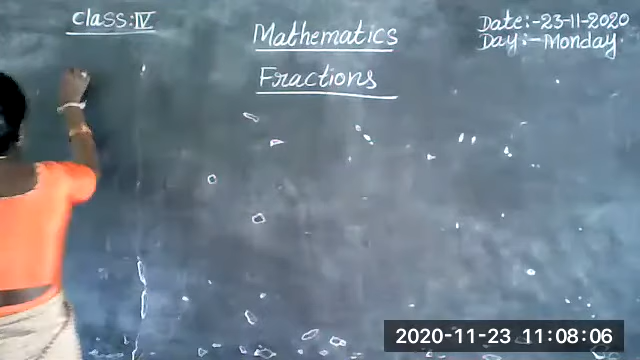 Class:IV
Mathematics
Date:-23-11-2020
Day:-Monday
Fractions
2020-11-23 11:08:06